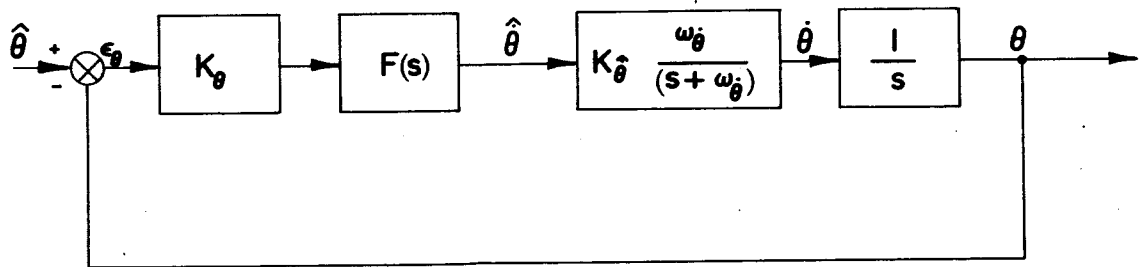 θ̂
+
-
ϵ_θ
K_θ
F(s)
θ̇̂
K_θ̂ ω_θ̇ / (s + ω_θ̇)
θ̇
1 / s
θ